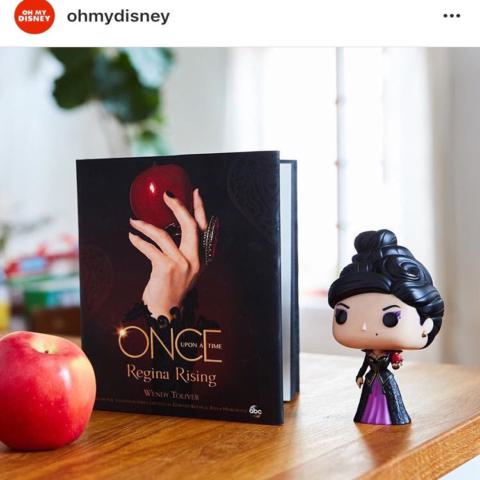 OH MY
DISNEY
ohmydisney
ONCE
UPON A TIME
Regina Rising
WENDY TOLIVER
abc